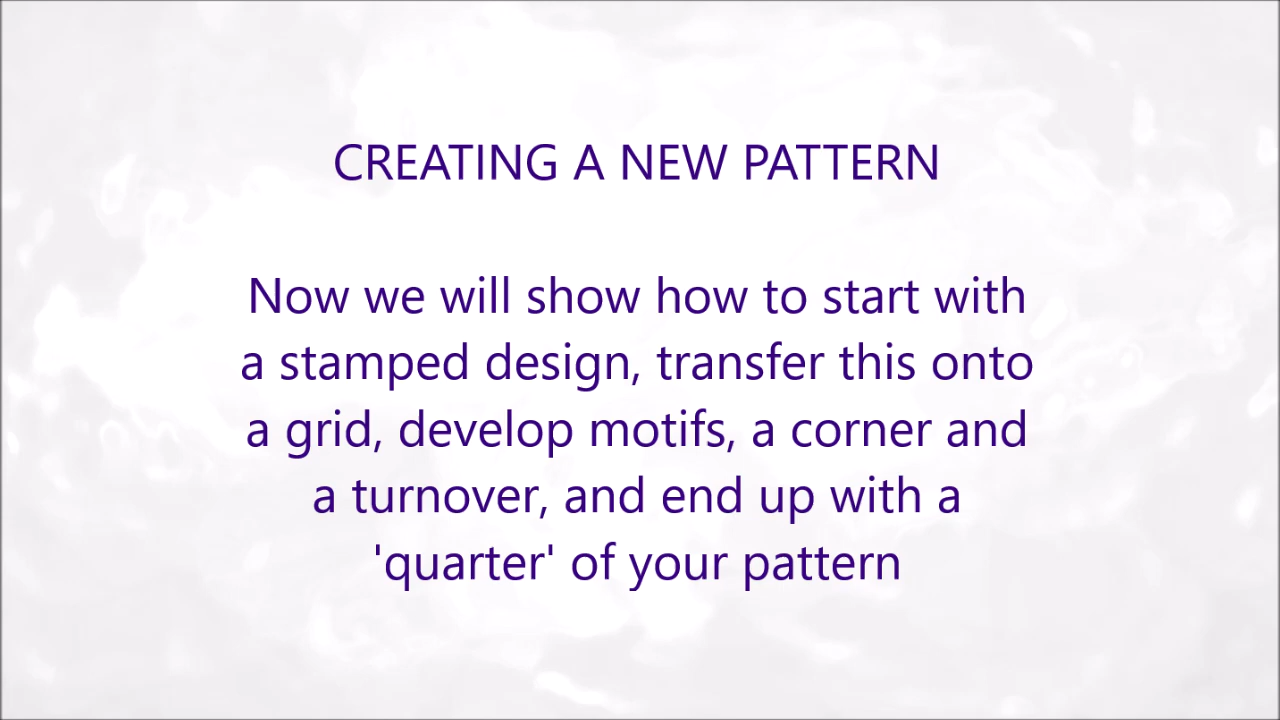 CREATING A NEW PATTERN
Now we will show how to start with
a stamped design, transfer this onto
a grid, develop motifs, a corner and
a turnover, and end up with a
'quarter' of your pattern